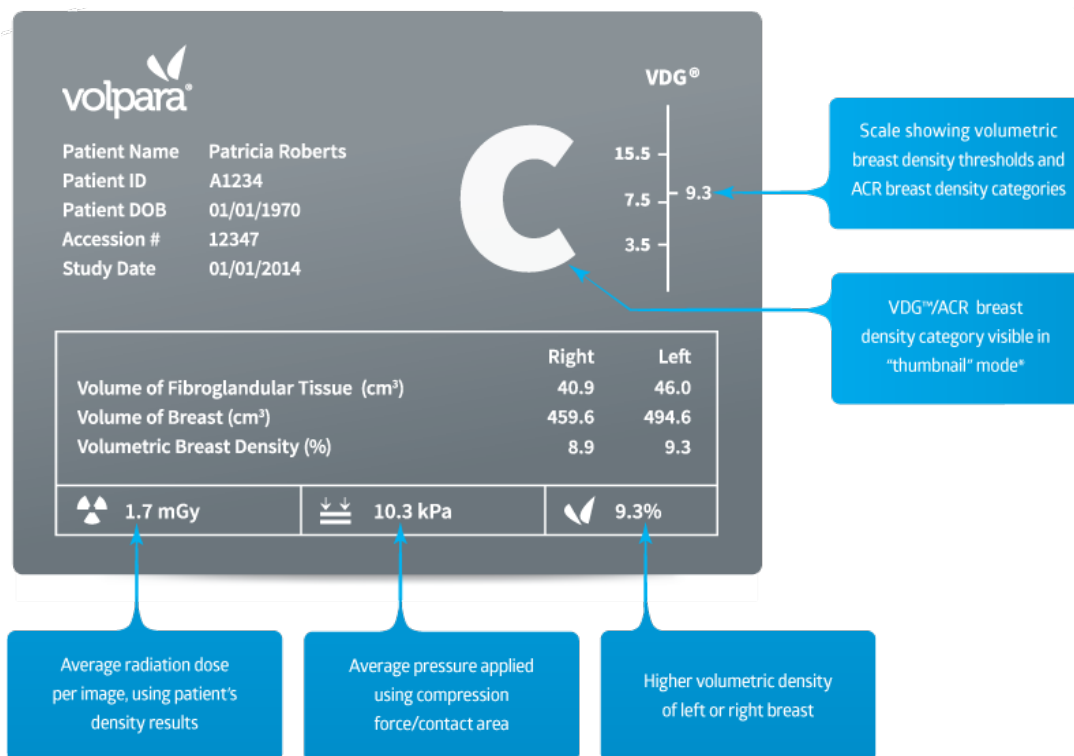 volpara®
Patient Name Patricia Roberts
Patient ID A1234
Patient DOB 01/01/1970
Accession # 12347
Study Date 01/01/2014
C
VDG®
15.5
7.5
9.3
3.5
Scale showing volumetric
breast density thresholds and
ACR breast density categories
VDG™/ACR breast
density category visible in
“thumbnail” mode*
Right Left
Volume of Fibroglandular Tissue (cm³) 40.9 46.0
Volume of Breast (cm³) 459.6 494.6
Volumetric Breast Density (%) 8.9 9.3
1.7 mGy 10.3 kPa 9.3%
Average radiation dose
per image, using patient’s
density results
Average pressure applied
using compression
force/contact area
Higher volumetric density
of left or right breast